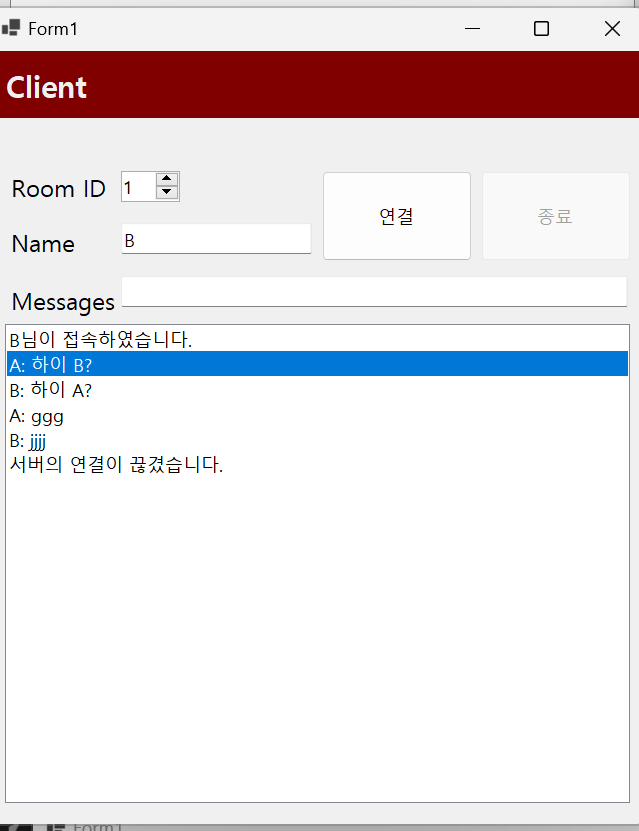 Form1
Client
Room ID 1 연결 종료
Name B
Messages
B님이 접속하였습니다.
A: 하이 B?
B: 하이 A?
A: ggg
B: jjjj
서버의 연결이 끊겼습니다.
Form1